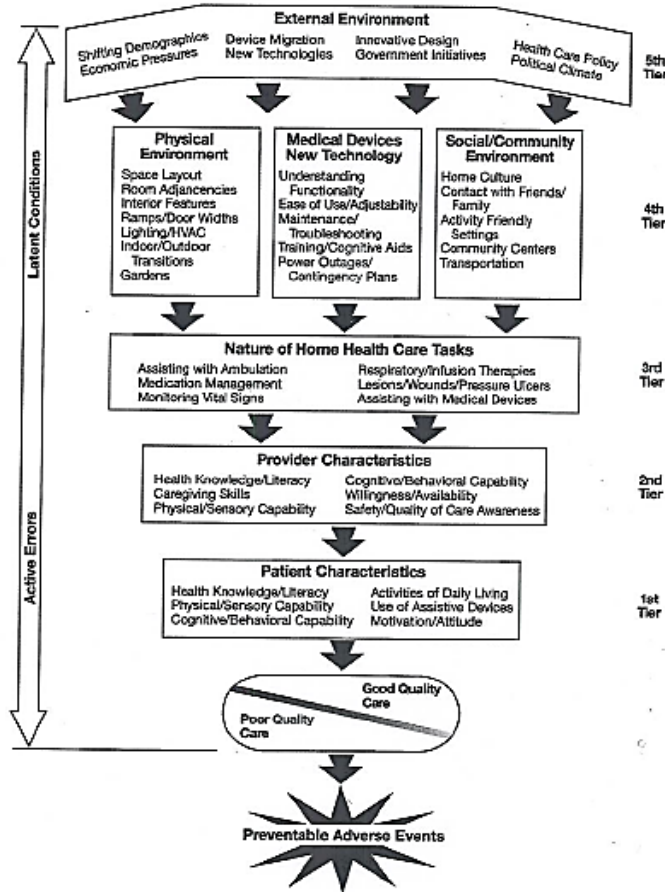 External Environment
Shifting Demographics
Economic Pressures
Device Migration
New Technologies
Innovative Design
Government Initiatives
Health Care Policy
Political Climate
5th
Tier
Latent Conditions
Physical
Environment
Space Layout
Room Adjacencies
Interior Features
Ramps/Door Widths
Lighting/HVAC
Indoor/Outdoor
Transitions
Gardens
Medical Devices
New Technology
Understanding
Functionality
Ease of Use/Adjustability
Maintenance/
Troubleshooting
Training/Cognitive Aids
Power Outages/
Contingency Plans
Social/Community
Environment
Home Culture
Contact with Friends/
Family
Activity Friendly
Settings
Community Centers
Transportation
4th
Tier
Nature of Home Health Care Tasks
Assisting with Ambulation
Medication Management
Monitoring Vital Signs
Respiratory/Infusion Therapies
Lesions/Wounds/Pressure Ulcers
Assisting with Medical Devices
3rd
Tier
Provider Characteristics
Health Knowledge/Literacy
Caregiving Skills
Physical/Sensory Capability
Cognitive/Behavioral Capability
Willingness/Availability
Safety/Quality of Care Awareness
2nd
Tier
Active Errors
Patient Characteristics
Health Knowledge/Literacy
Physical/Sensory Capability
Cognitive/Behavioral Capability
Activities of Daily Living
Use of Assistive Devices
Motivation/Attitude
1st
Tier
Good Quality
Care
Poor Quality
Care
Preventable Adverse Events